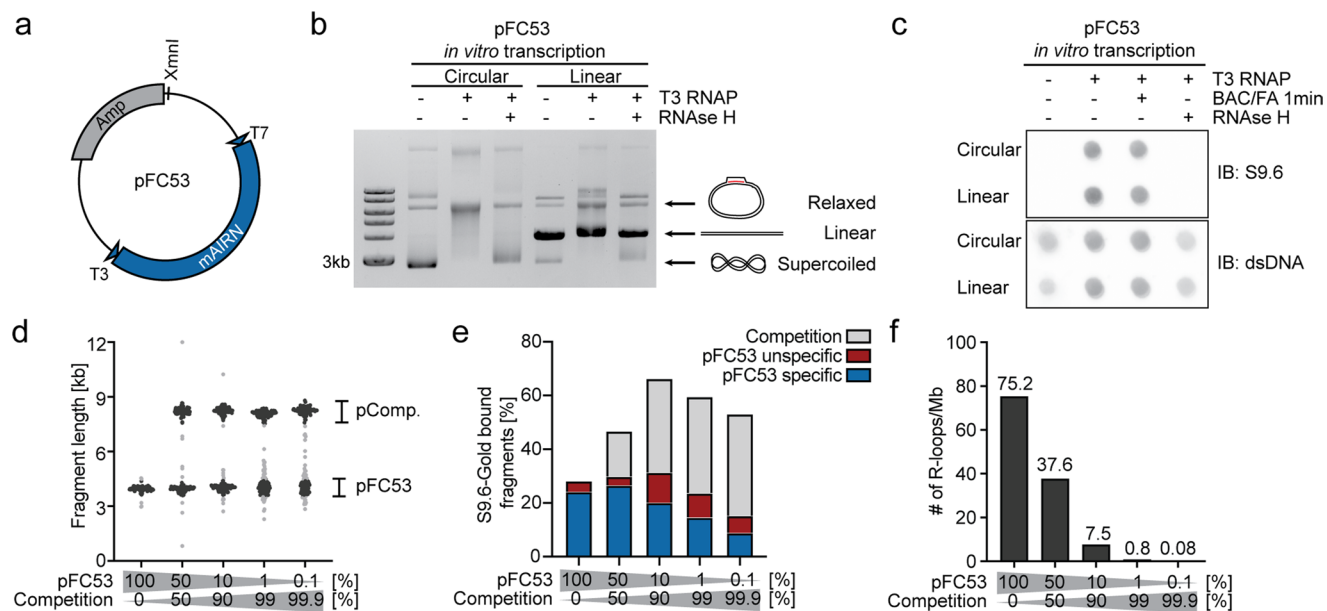 a
Amp
XmnI
T7
pFC53
mAIRN
T3
b
pFC53
in vitro transcription
Circular Linear
- + + - + + T3 RNAP
+ + RNAse H
3kb
Relaxed
Linear
Supercoiled
c
pFC53
in vitro transcription
- + + + T3 RNAP
+ BAC/FA 1min
+ RNAse H
Circular
Linear
IB: S9.6
Circular
Linear
IB: dsDNA
d
Fragment length [kb]
12
9
6
3
0
pComp.
pFC53
pFC53 100 50 10 1 0.1 [%]
Competition 0 50 90 99 99.9 [%]
e
S9.6-Gold bound
fragments [%]
80
60
40
20
0
Competition
pFC53 unspecific
pFC53 specific
pFC53 100 50 10 1 0.1 [%]
Competition 0 50 90 99 99.9 [%]
f
# of R-loops/Mb
100
80
60
40
20
0
75.2
37.6
7.5
0.8
0.08
pFC53 100 50 10 1 0.1 [%]
Competition 0 50 90 99 99.9 [%]